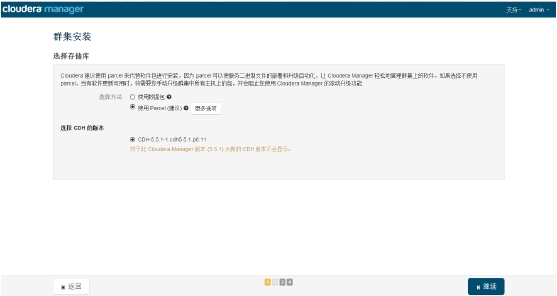 cloudera manager
支持 admin
群集安装
选择存储库
Cloudera 建议使用 parcel 来代替软件包进行安装，因为 parcel 可以使服务二进制文件的部署和升级自动化，让 Cloudera Manager 轻松地管理群集上的软件。如果选择不使用
parcel，当有软件更新可用时，将需要您手动升级群集中所有主机上的包，并会阻止您使用 Cloudera Manager 的滚动升级功能。
选择方法 使用数据包
使用 Parcel (建议) 更多选项
选择 CDH 的版本
CDH-5.5.1-1.cdh5.5.1.p0.11
对于此 Cloudera Manager 版本 (5.5.1) 太新的 CDH 版本不会显示。
返回
1 2 3 4
继续